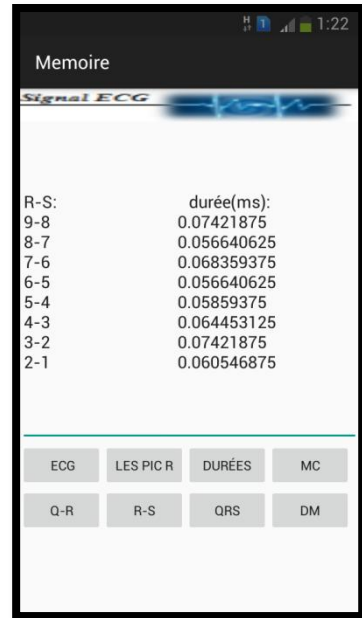 H 1 1:22
Memoire
Signal ECG
R-S: durée(ms):
9-8 0.07421875
8-7 0.056640625
7-6 0.068359375
6-5 0.056640625
5-4 0.05859375
4-3 0.064453125
3-2 0.07421875
2-1 0.060546875
ECG LES PIC R DURÉES MC
Q-R R-S QRS DM